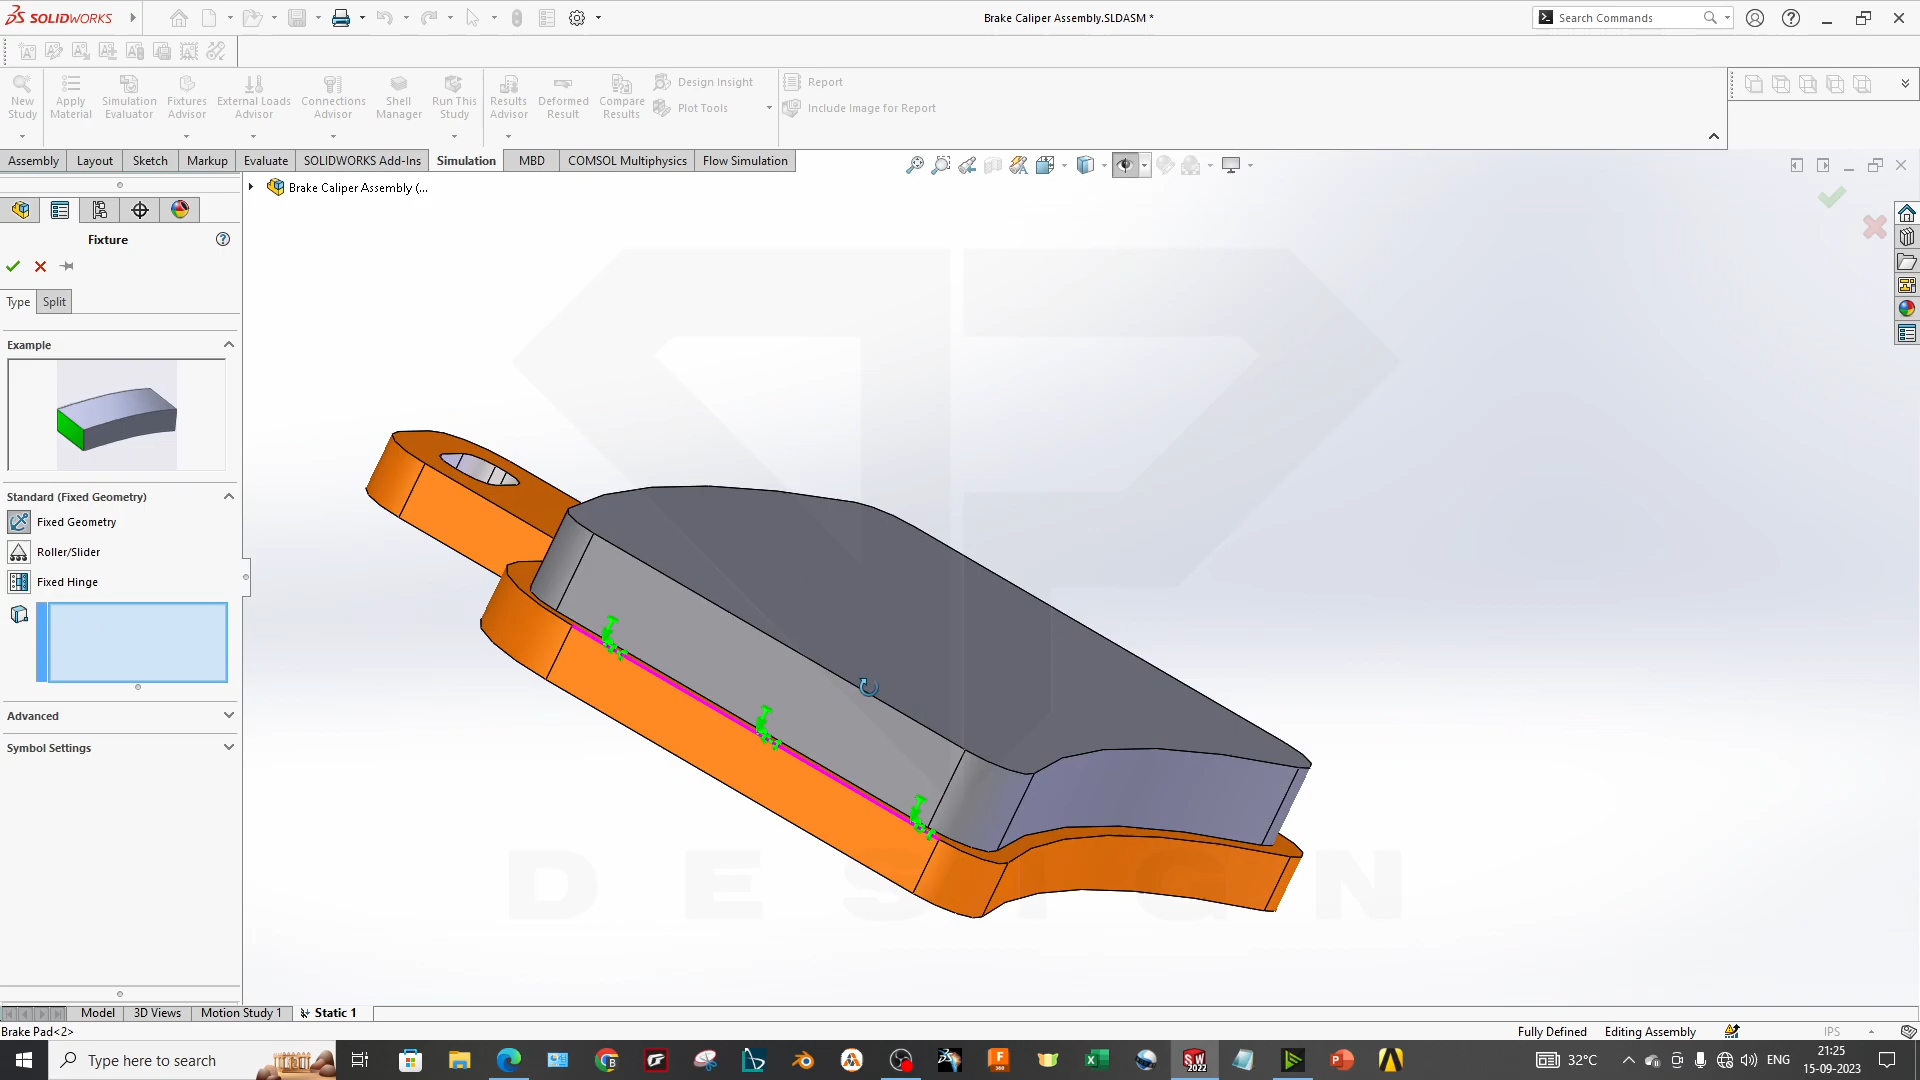 SOLIDWORKS
Brake Caliper Assembly.SLDASM *
Search Commands
New Study
Apply Material
Simulation Evaluator
Fixtures Advisor
External Loads Advisor
Connections Advisor
Shell Manager
Run This Study
Results Advisor
Deformed Result
Compare Results
Design Insight
Plot Tools
Report
Include Image for Report
Assembly
Layout
Sketch
Markup
Evaluate
SOLIDWORKS Add-Ins
Simulation
MBD
COMSOL Multiphysics
Flow Simulation
Brake Caliper Assembly (...
Fixture
Type
Split
Example
Standard (Fixed Geometry)
Fixed Geometry
Roller/Slider
Fixed Hinge
Advanced
Symbol Settings
DESIGN
Model
3D Views
Motion Study 1
Static 1
Brake Pad<2>
Fully Defined
Editing Assembly
IPS
Type here to search
SW
2022
32°C
ENG
21:25
15-09-2023